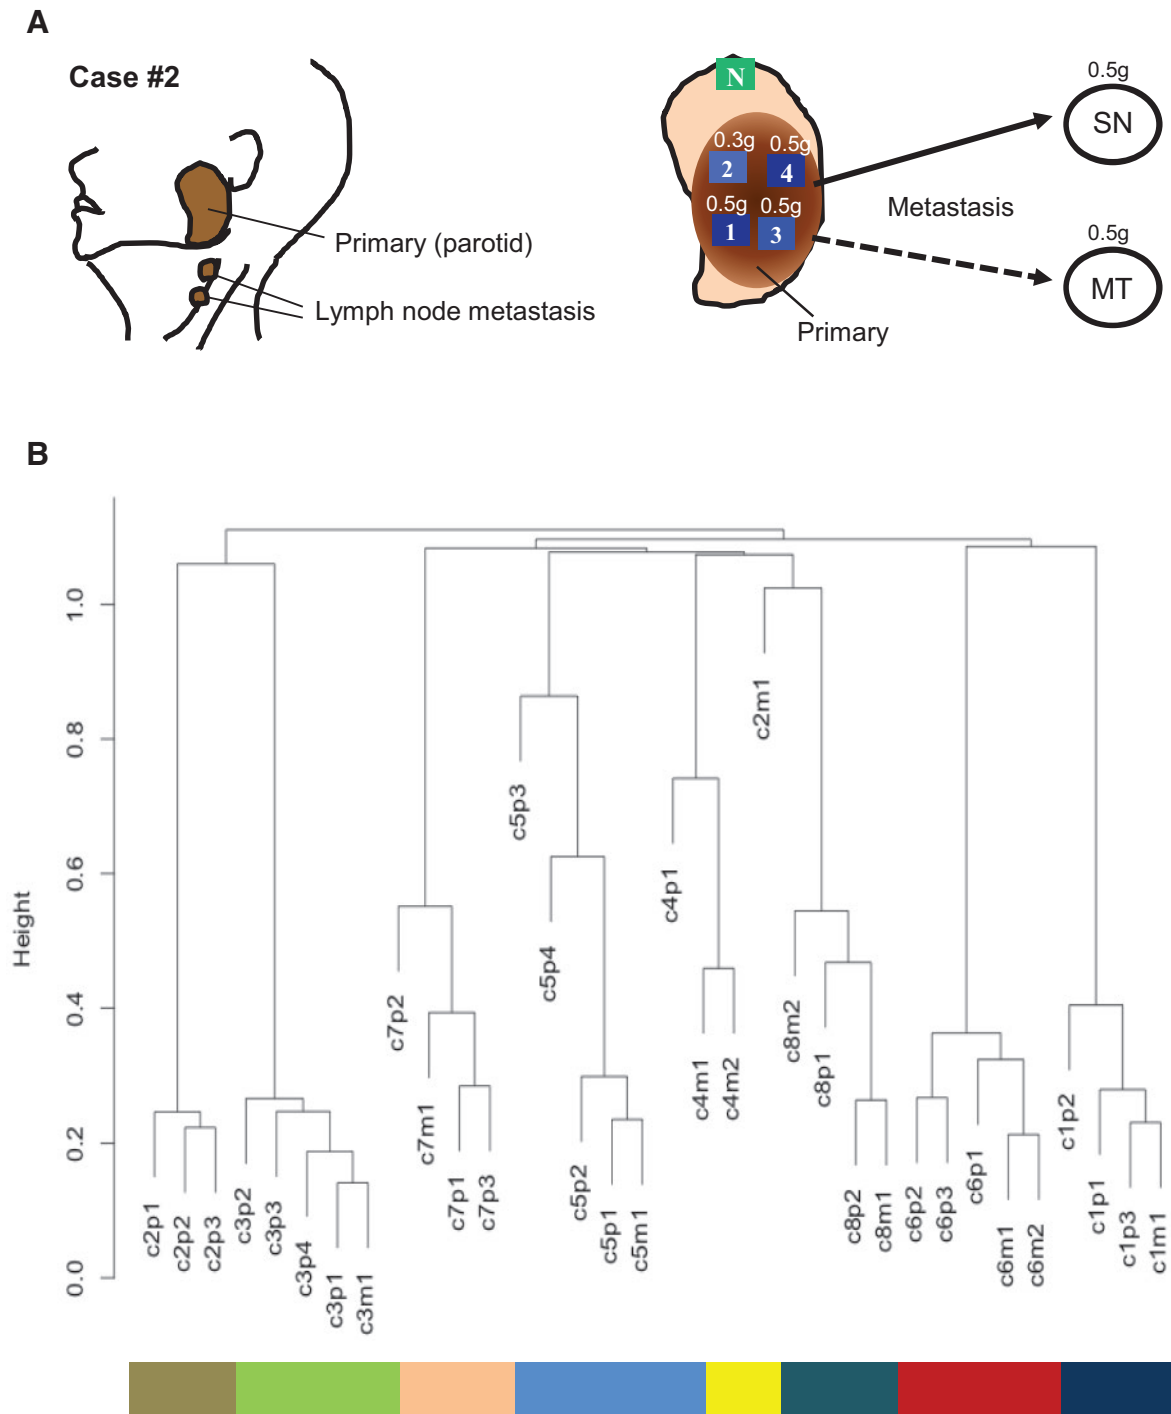 A
Case #2
Primary (parotid)
Lymph node metastasis
N
0.3g
0.5g
2
4
0.5g
0.5g
1
3
Primary
Metastasis
0.5g
SN
0.5g
MT
B
Height
1.0
0.8
0.6
0.4
0.2
0.0
c2p1
c2p2
c2p3
c3p2
c3p3
c3p4
c3p1
c3m1
c7p2
c7m1
c7p1
c7p3
c5p3
c5p4
c5p2
c5p1
c5m1
c4p1
c4m1
c4m2
c2m1
c8m2
c8p1
c8p2
c8m1
c6p2
c6p3
c6p1
c6m1
c6m2
c1p2
c1p1
c1p3
c1m1